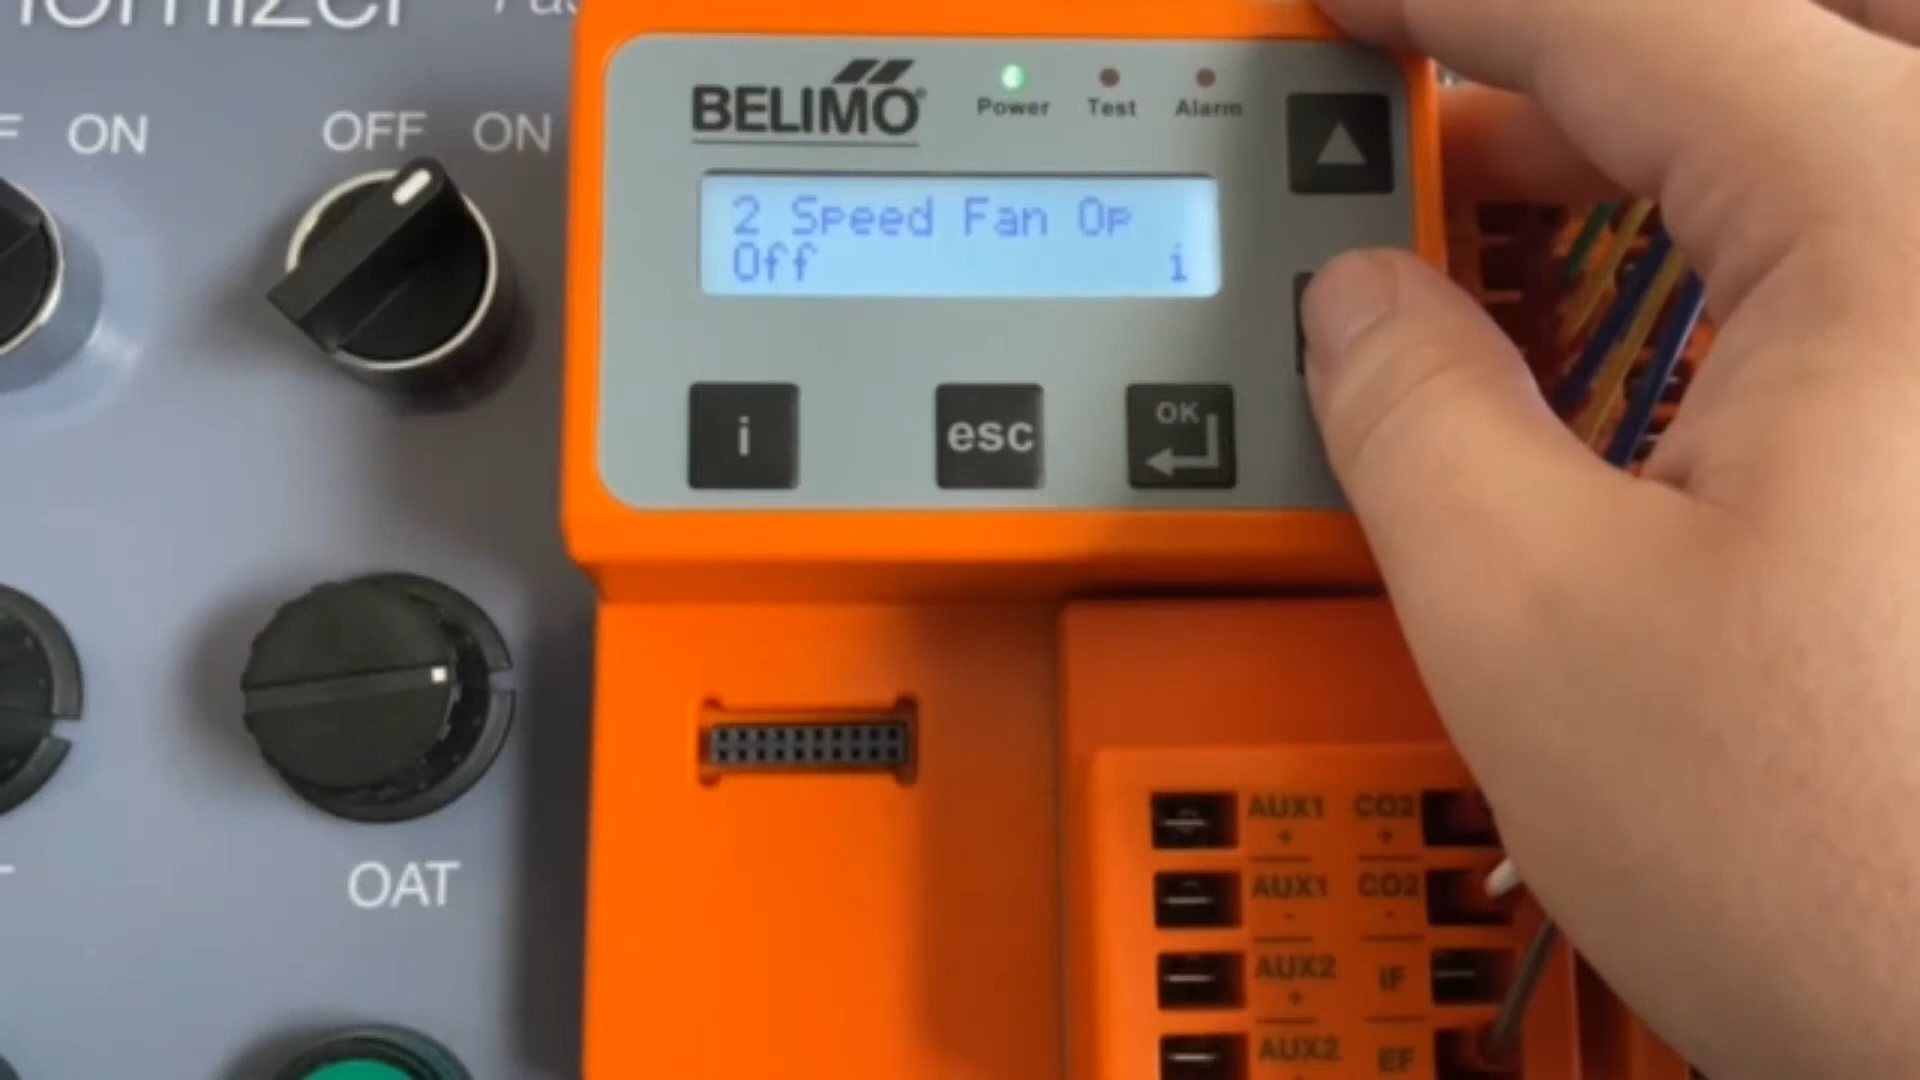 ON
OFF ON
BELIMO
Power Test Alarm
2 Speed Fan Op
Off i
i
esc
OK
AUX1 CO2
+ +
AUX1 CO2
- -
AUX2 IF
+
AUX2 EF
OAT